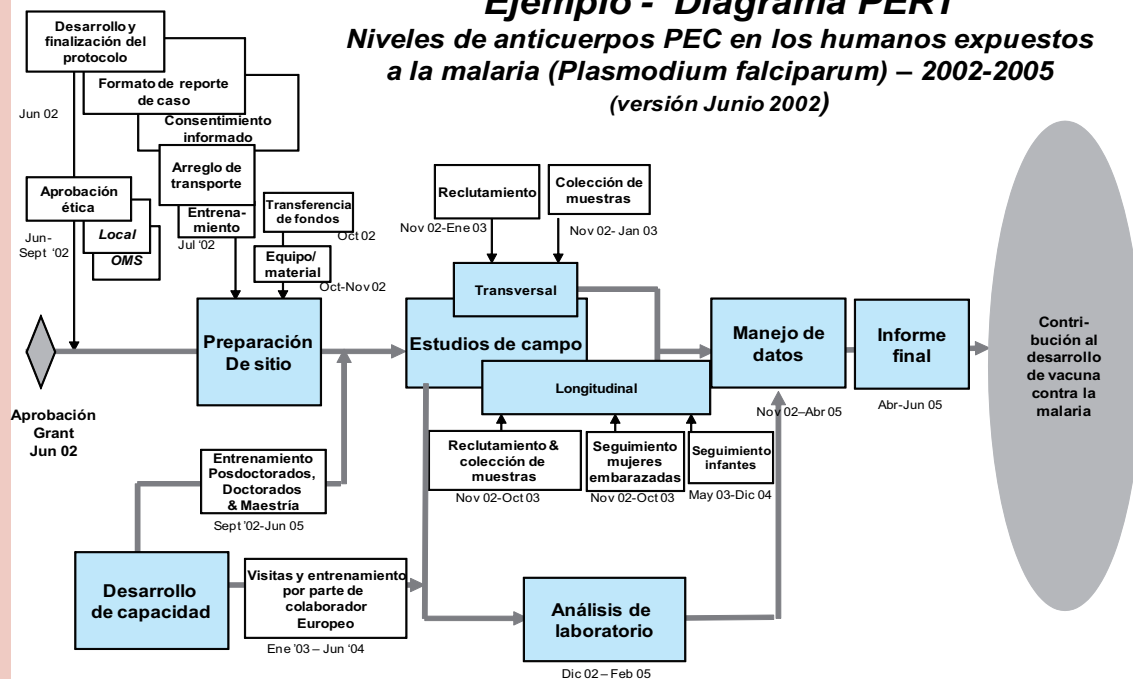 Ejemplo - Diagrama PERT
Niveles de anticuerpos PEC en los humanos expuestos
a la malaria (Plasmodium falciparum) – 2002-2005
(versión Junio 2002)
Desarrollo y
finalización del
protocolo
Formato de reporte
de caso
Consentimiento
informado
Jun 02
Arreglo de
transporte
Entrena-
miento
Jul ‘02
Aprobación
ética
Local
OMS
Jun-
Sept ‘02
Transferencia
de fondos
Oct 02
Equipo/
material
Oct-Nov 02
Reclutamiento
Nov 02-Ene 03
Colección de
muestras
Nov 02- Jan 03
Transversal
Preparación
De sitio
Estudios de campo
Longitudinal
Manejo de
datos
Nov 02–Abr 05
Informe
final
Abr-Jun 05
Contri-
bución al
desarrollo
de vacuna
contra la
malaria
Aprobación
Grant
Jun 02
Reclutamiento &
colección de
muestras
Nov 02-Oct 03
Seguimiento
mujeres
embarazadas
Nov 02-Oct 03
Seguimiento
infantes
May 03-Dic 04
Entrenamiento
Posdoctorados,
Doctorados
& Maestría
Sept ’02-Jun 05
Desarrollo
de capacidad
Visitas y entrenamiento
por parte de
colaborador
Europeo
Ene ’03 – Jun ‘04
Análisis de
laboratorio
Dic 02 – Feb 05